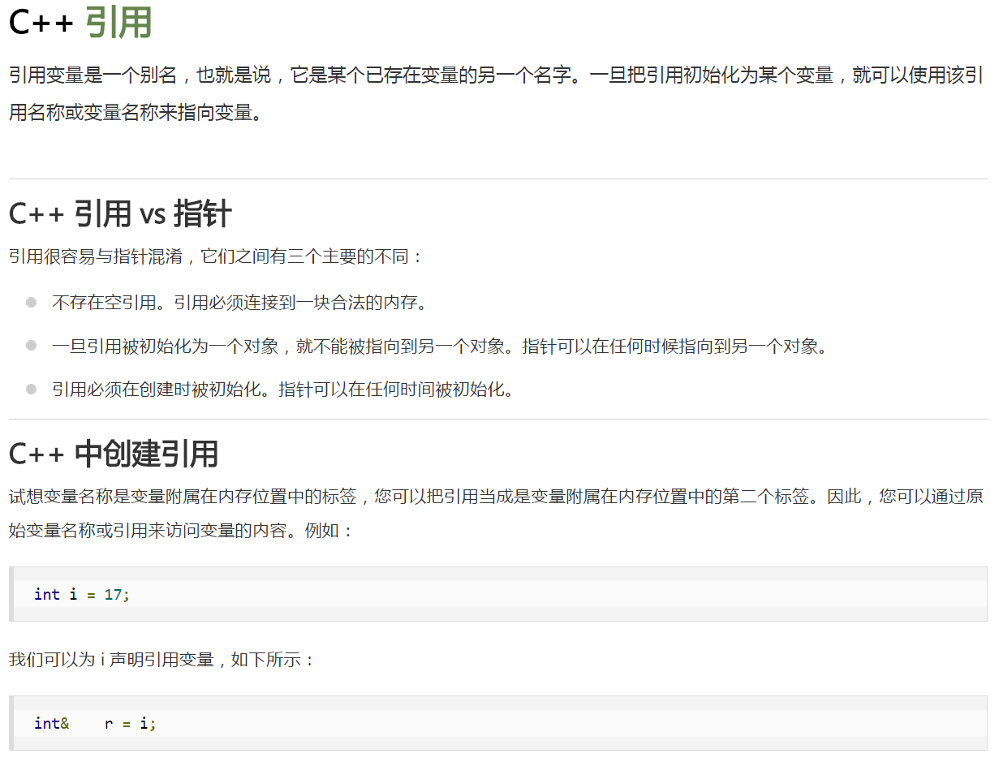 C++ 引用
引用变量是一个别名，也就是说，它是某个已存在变量的另一个名字。一旦把引用初始化为某个变量，就可以使用该引
用名称或变量名称来指向变量。
C++ 引用 vs 指针
引用很容易与指针混淆，它们之间有三个主要的不同：
不存在空引用。引用必须连接到一块合法的内存。
一旦引用被初始化为一个对象，就不能被指向到另一个对象。指针可以在任何时候指向到另一个对象。
引用必须在创建时被初始化。指针可以在任何时间被初始化。
C++ 中创建引用
试想变量名称是变量附属在内存位置中的标签，您可以把引用当成是变量附属在内存位置中的第二个标签。因此，您可以通过原
始变量名称或引用来访问变量的内容。例如：
int i = 17;
我们可以为 i 声明引用变量，如下所示：
int&    r = i;